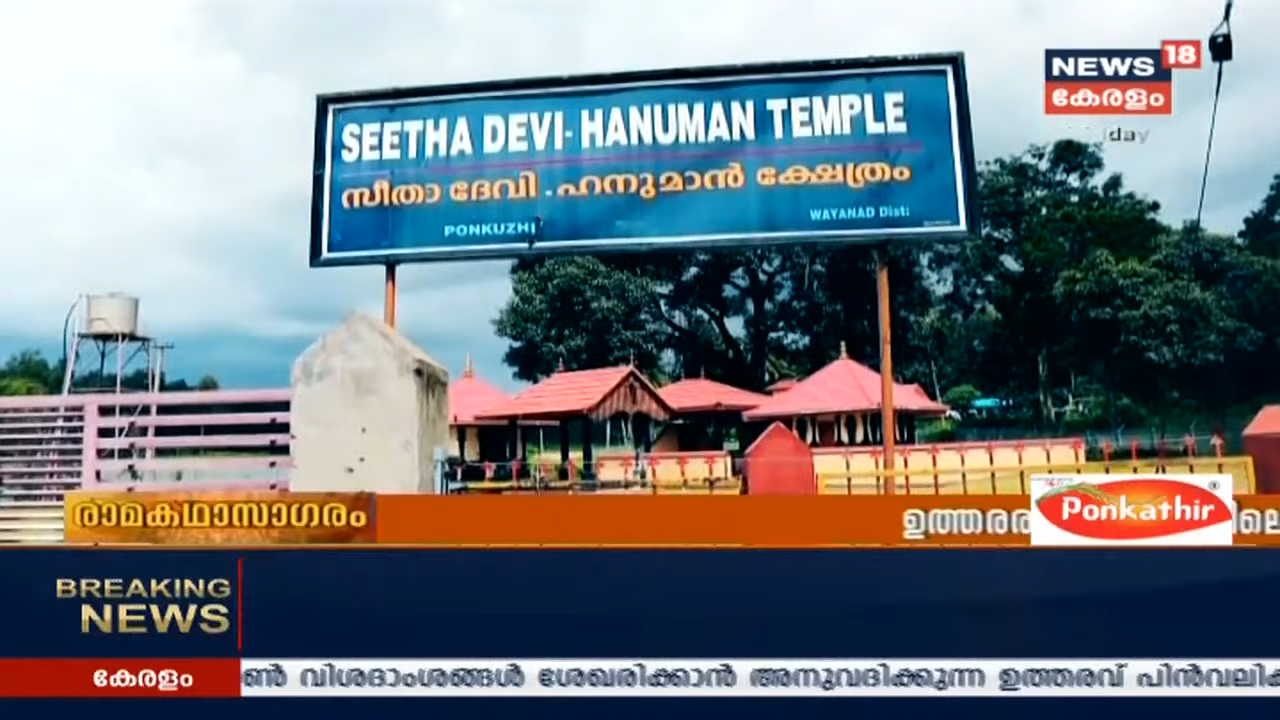 NEWS 18
കേരളം
SEETHA DEVI-HANUMAN TEMPLE
സീതാ ദേവി - ഹനുമാൻ ക്ഷേത്രം
PONKUZHI
WAYANAD Dist:
രാമകഥാസാഗരം
Ponkathir
BREAKING
NEWS
കേരളം
വിശദാംശങ്ങൾ ശേഖരിക്കാൻ അനുവദിക്കുന്ന ഉത്തരവ്